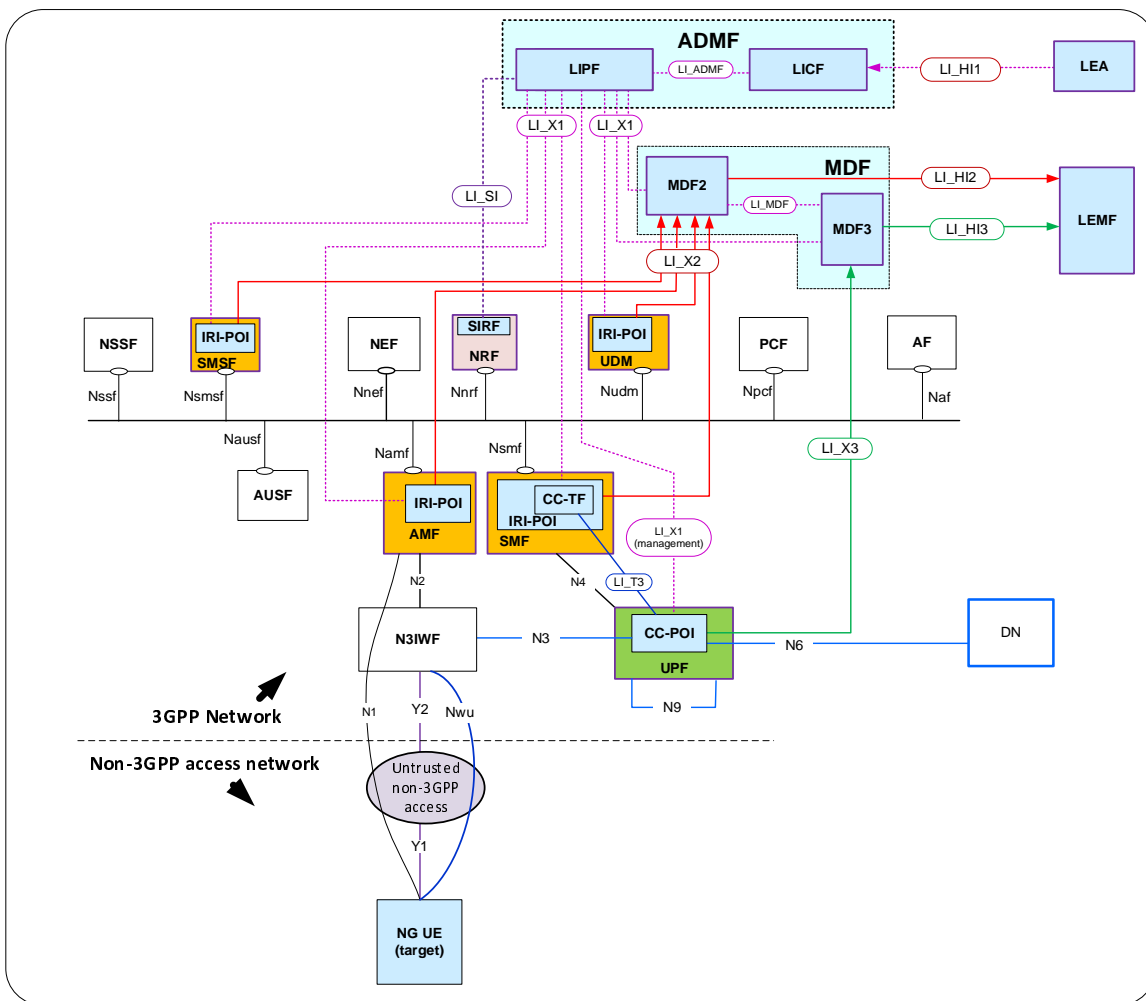 ADMF
LIPF
LI_ADMF
LICF
LI_HI1
LEA
LI_X1
LI_X1
MDF
MDF2
LI_HI2
LI_SI
LI_MDF
MDF3
LI_HI3
LEMF
LI_X2
NSSF
IRI-POI
SMSF
NEF
SIRF
NRF
IRI-POI
UDM
PCF
AF
Nssf
Nsmsf
Nnef
Nnrf
Nudm
Npcf
Naf
Nausf
Namf
Nsmf
LI_X3
AUSF
IRI-POI
AMF
CC-TF
IRI-POI
SMF
LI_X1
(management)
N2
N4
LI_T3
N3IWF
N3
CC-POI
UPF
N6
DN
N9
N1
Y2
Nwu
3GPP Network
Non-3GPP access network
Untrusted
non-3GPP
access
Y1
NG UE
(target)